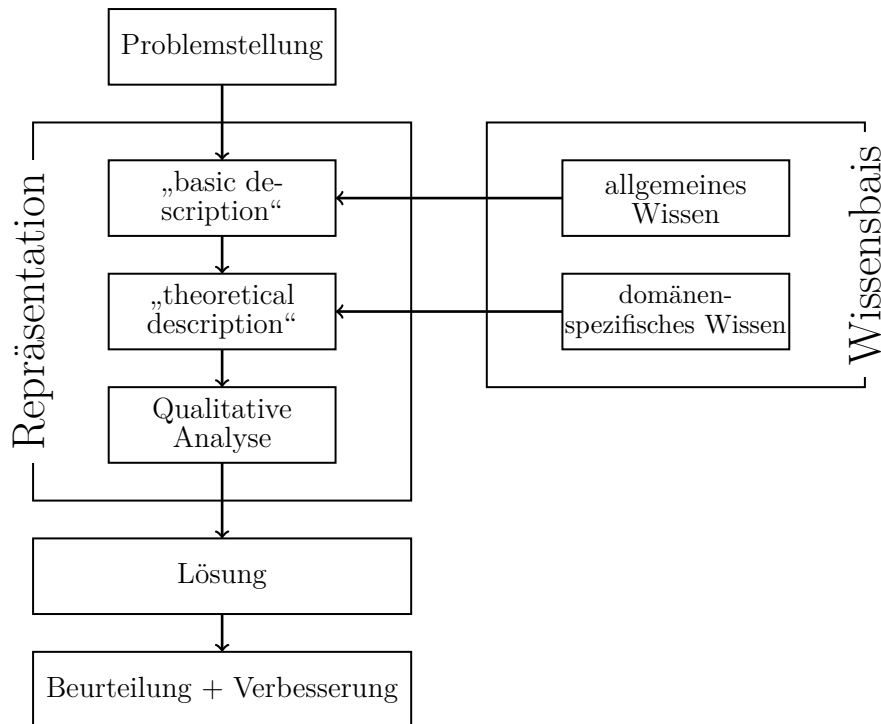 Problemstellung
Repräsentation
„basic de-
scription“
„theoretical
description“
Qualitative
Analyse
allgemeines
Wissen
domänen-
spezifisches Wissen
Wissensbais
Lösung
Beurteilung + Verbesserung